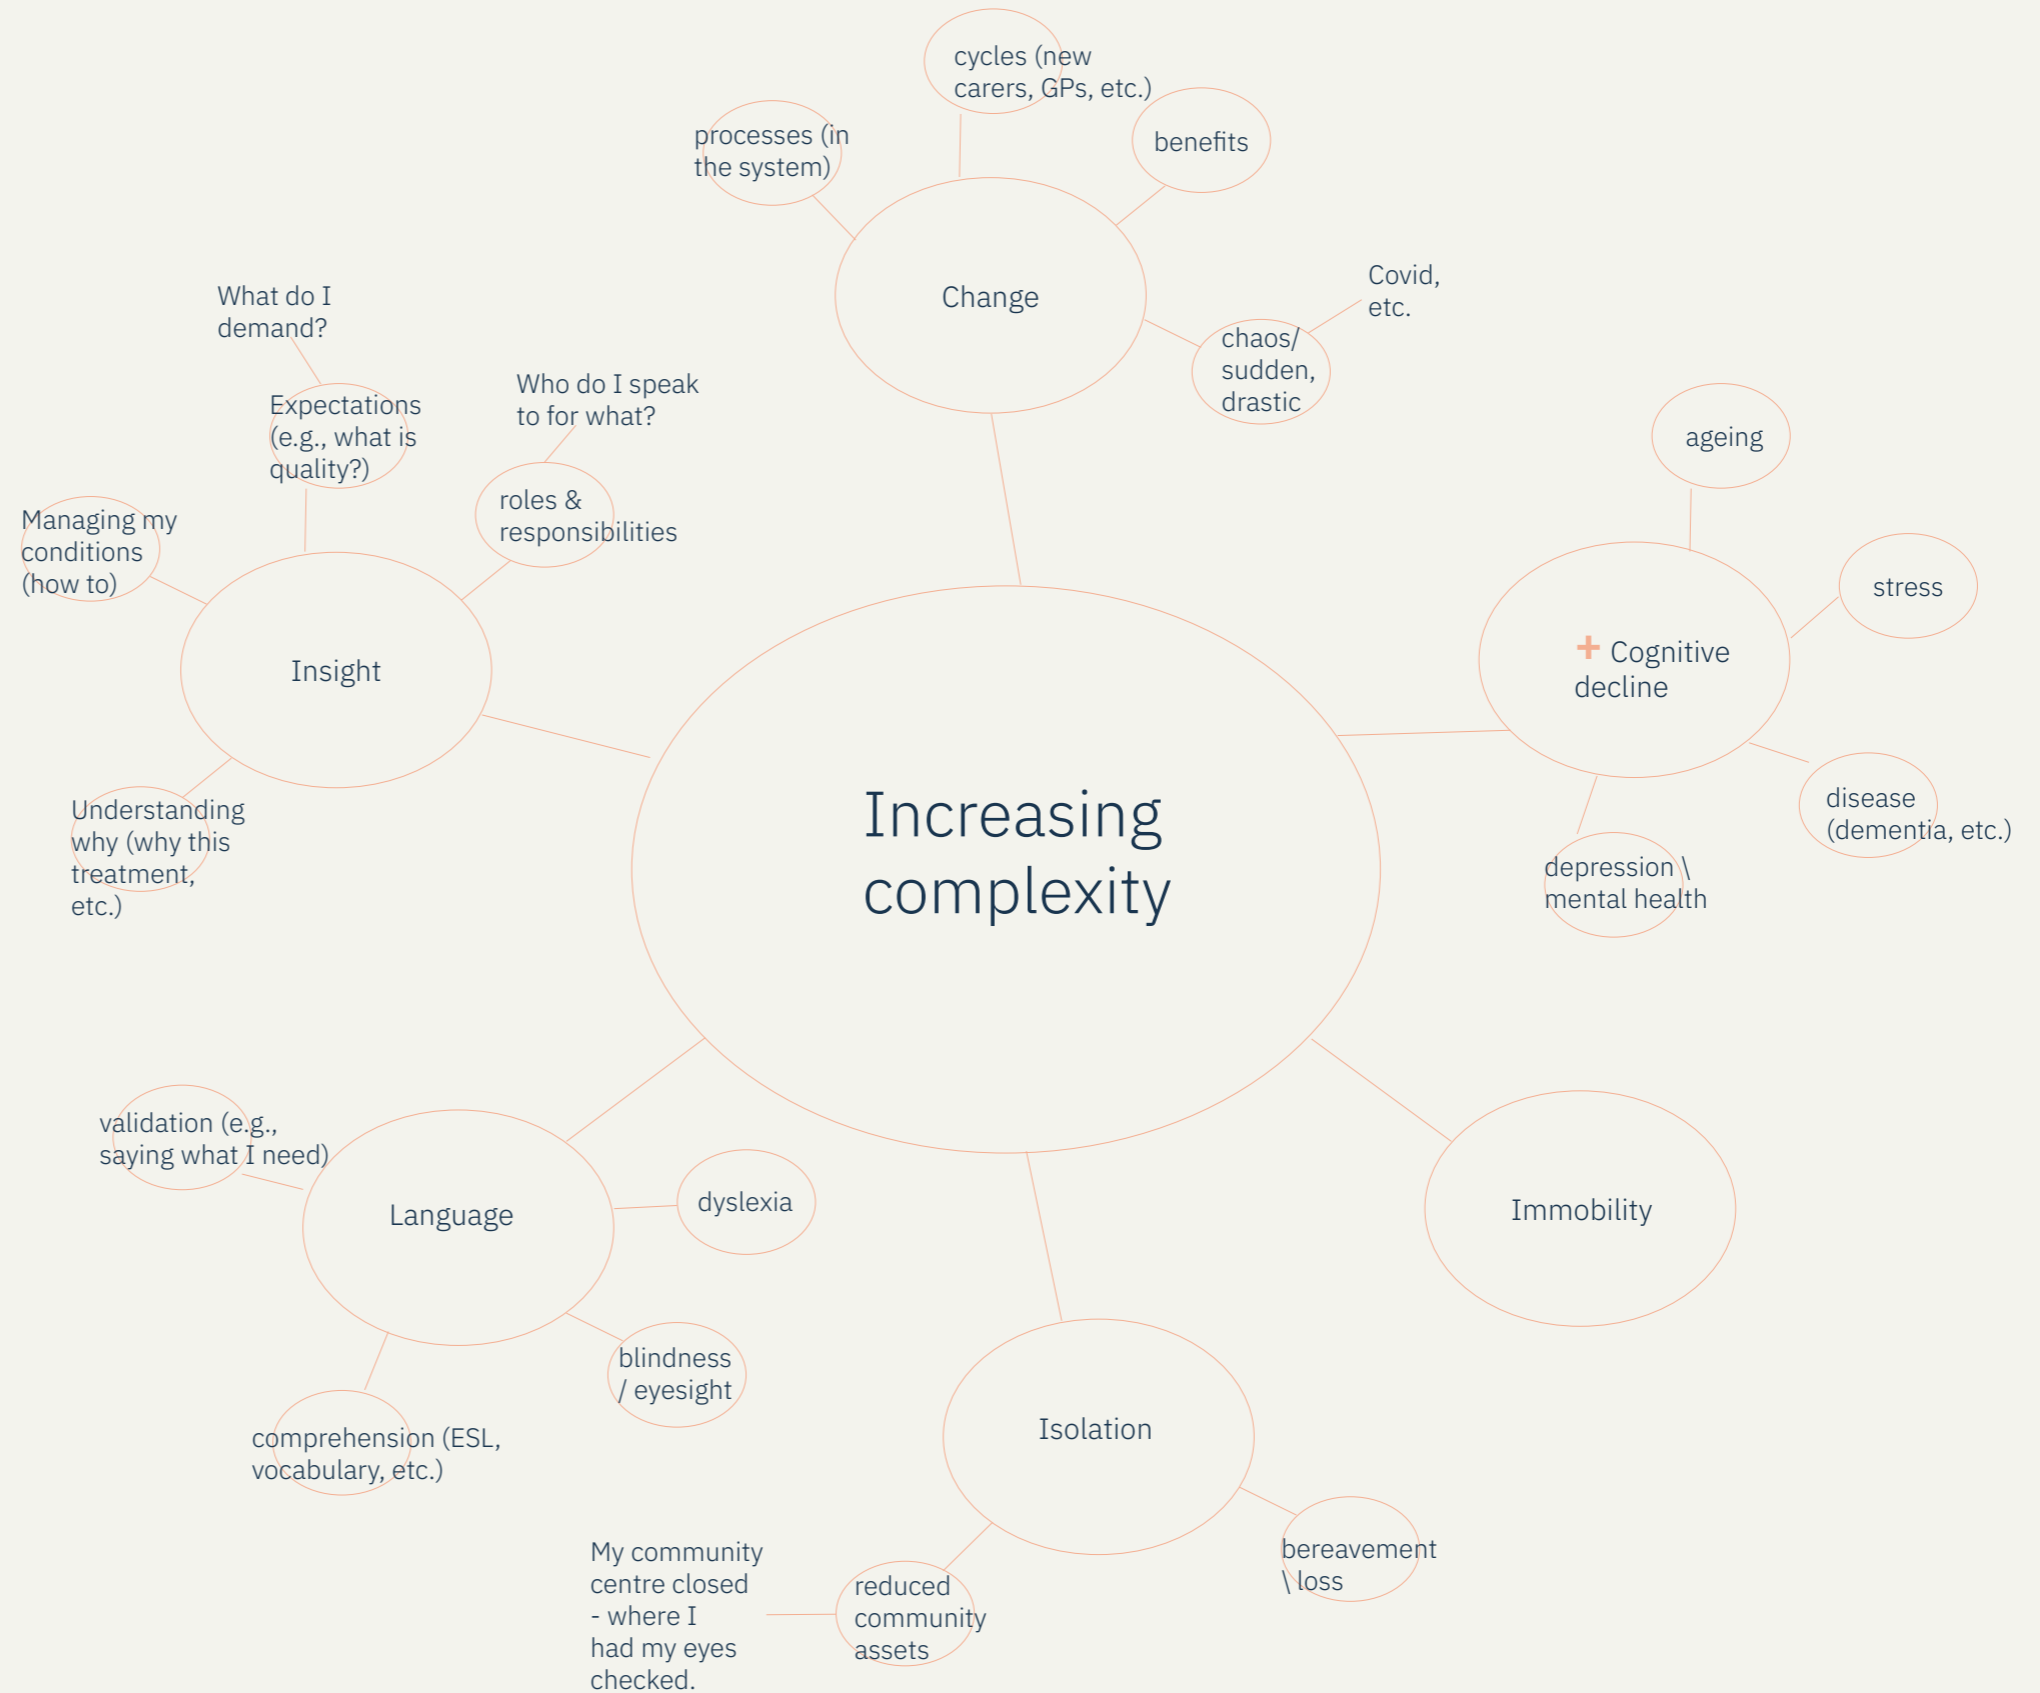 cycles (new
carers, GPs, etc.)
processes (in
the system)
benefits
Change
Covid,
etc.
chaos/
sudden,
drastic
What do I
demand?
Expectations
(e.g., what is
quality?)
Who do I speak
to for what?
roles &
responsibilities
Managing my
conditions
(how to)
Insight
Understanding
why (why this
treatment,
etc.)
ageing
stress
+ Cognitive
decline
disease
(dementia, etc.)
depression \
mental health
Increasing
complexity
validation (e.g.,
saying what I need)
Language
dyslexia
blindness
/ eyesight
comprehension (ESL,
vocabulary, etc.)
Immobility
Isolation
bereavement
\ loss
reduced
community
assets
My community
centre closed
- where I
had my eyes
checked.